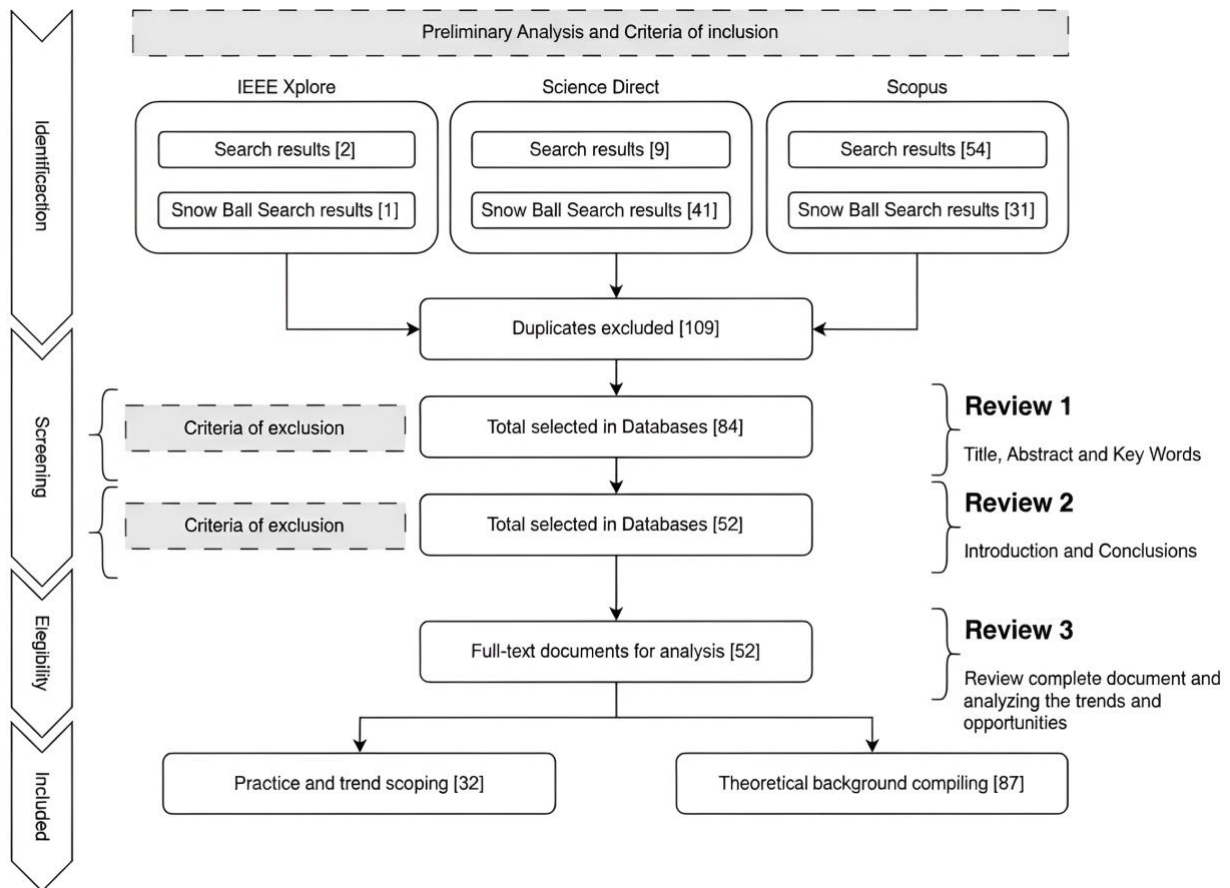 Preliminary Analysis and Criteria of inclusion
IEEE Xplore
Science Direct
Scopus
Search results [2]
Search results [9]
Search results [54]
Snow Ball Search results [1]
Snow Ball Search results [41]
Snow Ball Search results [31]
Identificection
Duplicates excluded [109]
Screening
Criteria of exclusion
Total selected in Databases [84]
Review 1
Title, Abstract and Key Words
Criteria of exclusion
Total selected in Databases [52]
Review 2
Introduction and Conclusions
Elegibility
Full-text documents for analysis [52]
Review 3
Review complete document and
analyzing the trends and
opportunities
Included
Practice and trend scoping [32]
Theoretical background compiling [87]